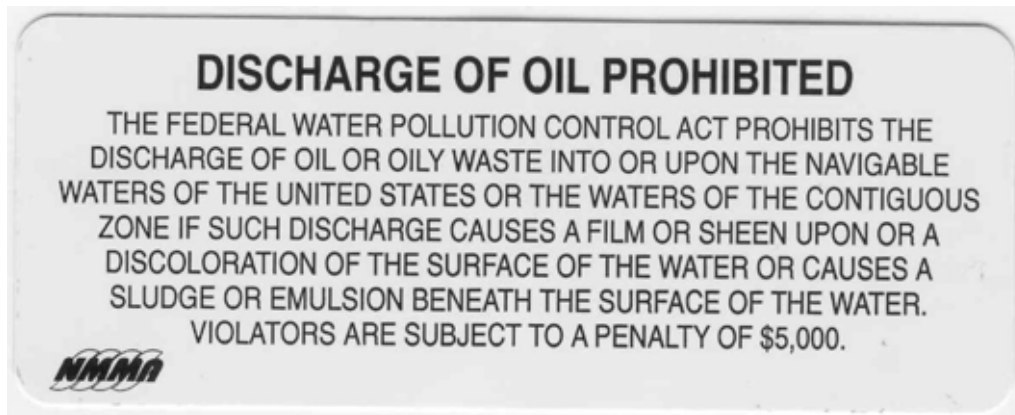 DISCHARGE OF OIL PROHIBITED
THE FEDERAL WATER POLLUTION CONTROL ACT PROHIBITS THE
DISCHARGE OF OIL OR OILY WASTE INTO OR UPON THE NAVIGABLE
WATERS OF THE UNITED STATES OR THE WATERS OF THE CONTIGUOUS
ZONE IF SUCH DISCHARGE CAUSES A FILM OR SHEEN UPON OR A
DISCOLORATION OF THE SURFACE OF THE WATER OR CAUSES A
SLUDGE OR EMULSION BENEATH THE SURFACE OF THE WATER.
VIOLATORS ARE SUBJECT TO A PENALTY OF $5,000.
NMMA